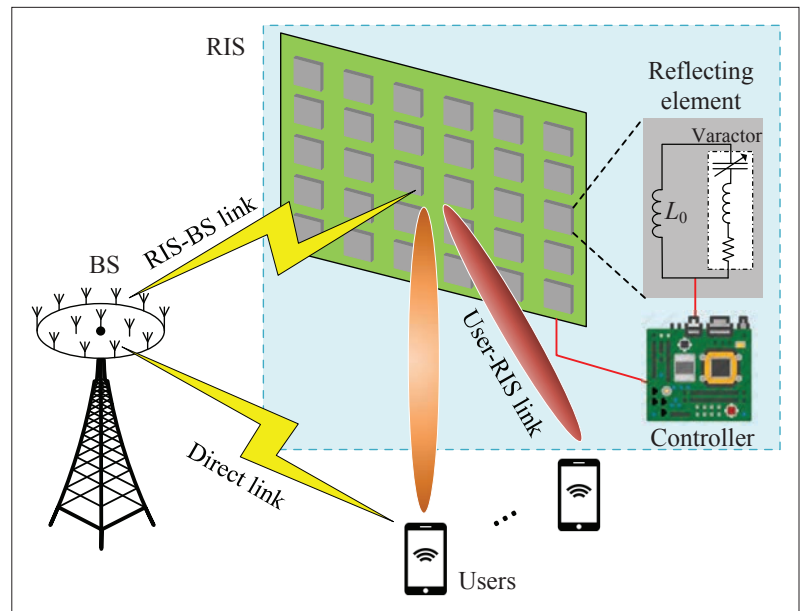 RIS
Reflecting
element
Varactor
L₀
RIS-BS link
BS
User-RIS link
Direct link
Controller
Users